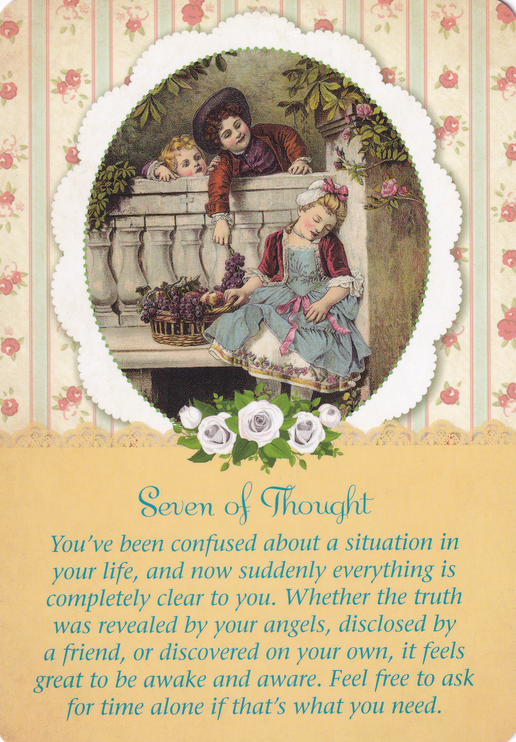 Seven of Thought
You've been confused about a situation in
your life, and now suddenly everything is
completely clear to you. Whether the truth
was revealed by your angels, disclosed by
a friend, or discovered on your own, it feels
great to be awake and aware. Feel free to ask
for time alone if that's what you need.